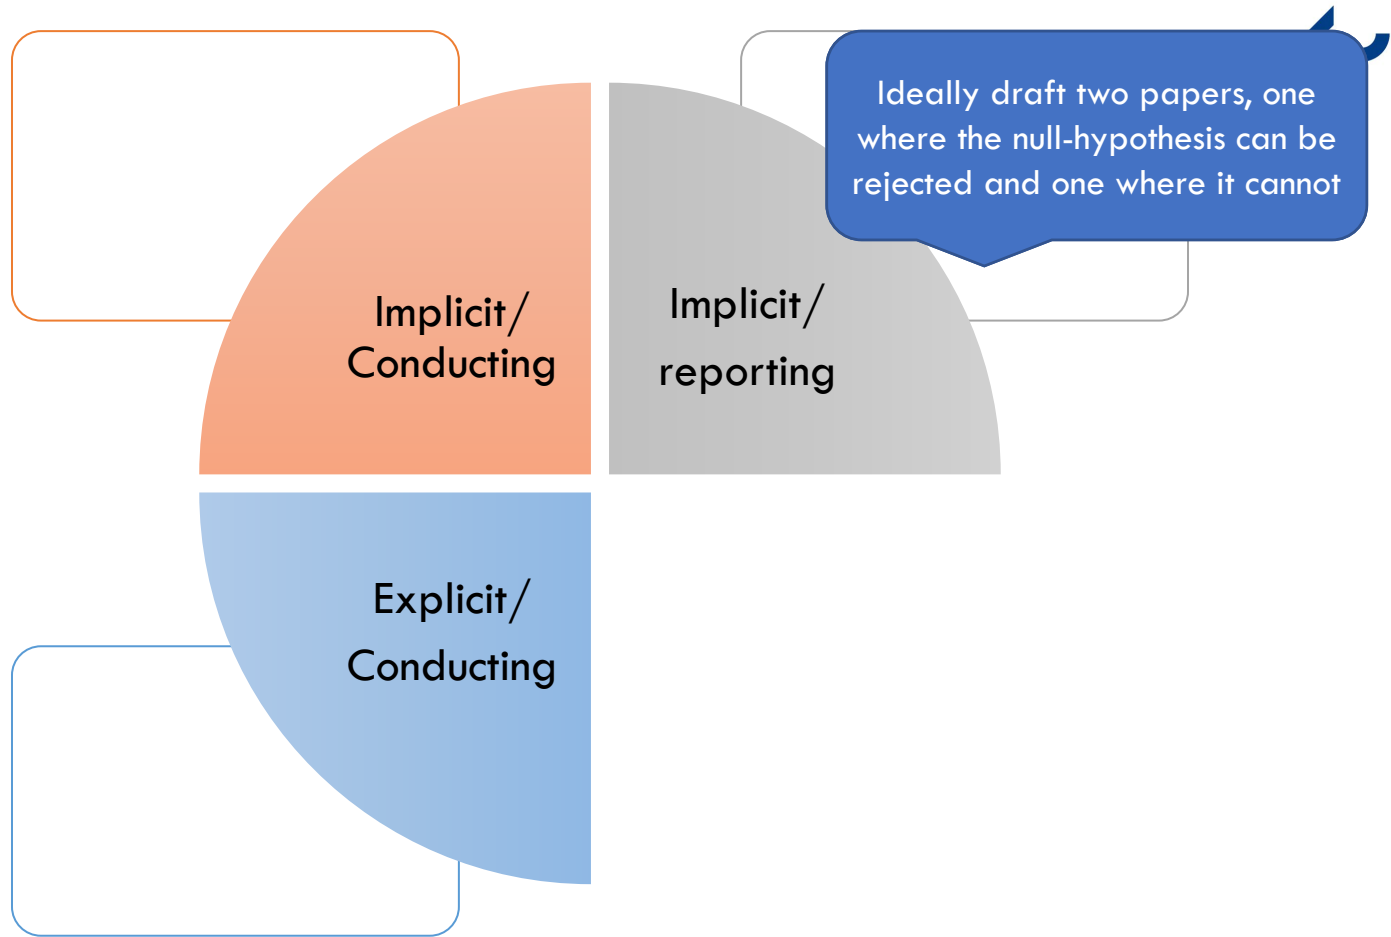 Ideally draft two papers, one
where the null-hypothesis can be
rejected and one where it cannot
Implicit/
Conducting
Implicit/
reporting
Explicit/
Conducting